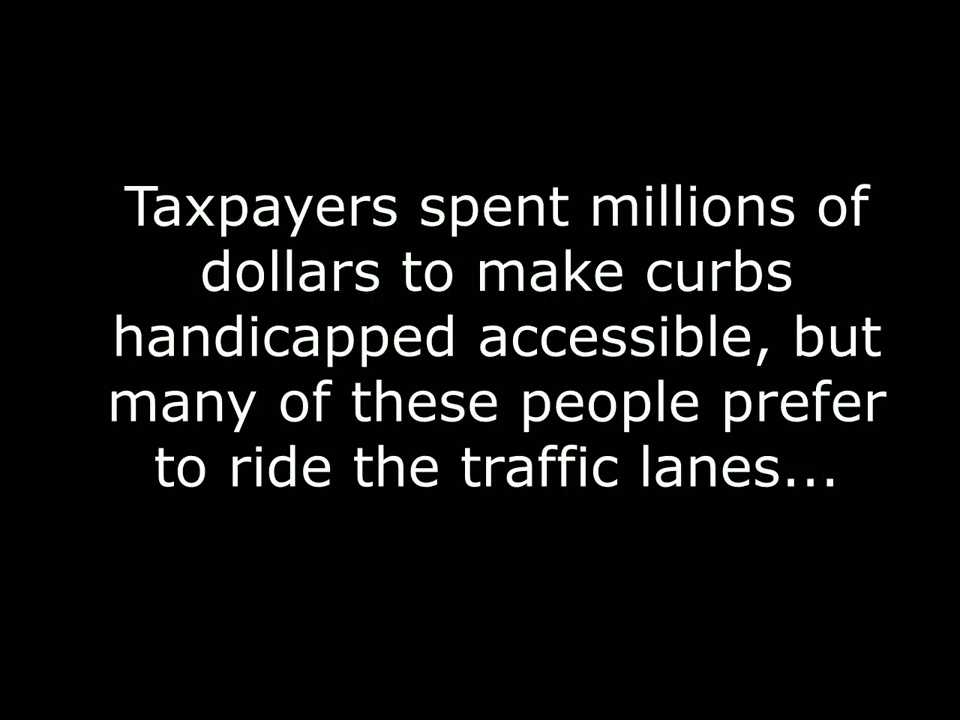 Taxpayers spent millions of
dollars to make curbs
handicapped accessible, but
many of these people prefer
to ride the traffic lanes...